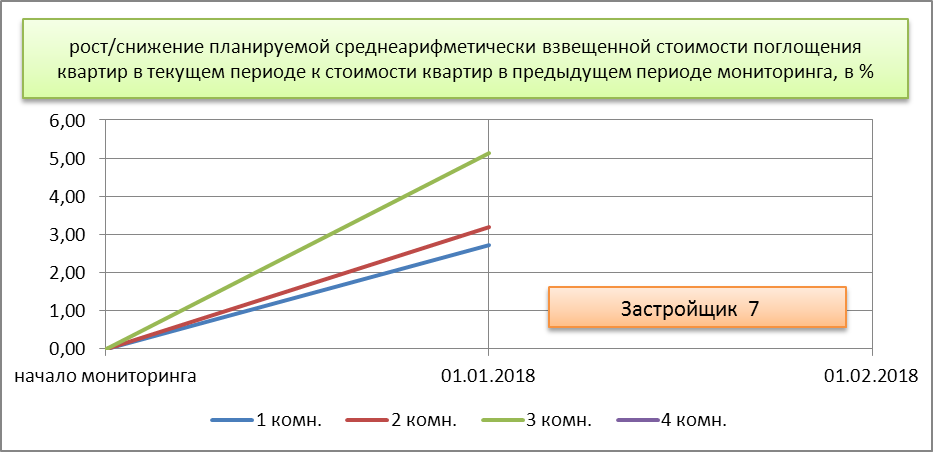 рост/снижение планируемой среднеарифметически взвещенной стоимости поглощения
квартир в текущем периоде к стоимости квартир в предыдущем периоде мониторинга, в %
6,00
5,00
4,00
3,00
2,00
1,00
0,00
Застройщик 7
начало мониторинга 01.01.2018 01.02.2018
1 комн. 2 комн. 3 комн. 4 комн.